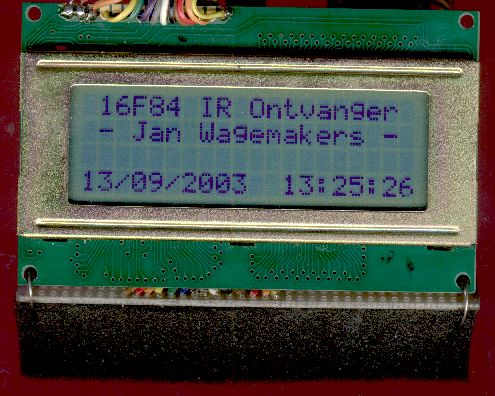 16F84 IR Ontvanger
- Jan Wagemakers -
13/09/2003 13:25:26